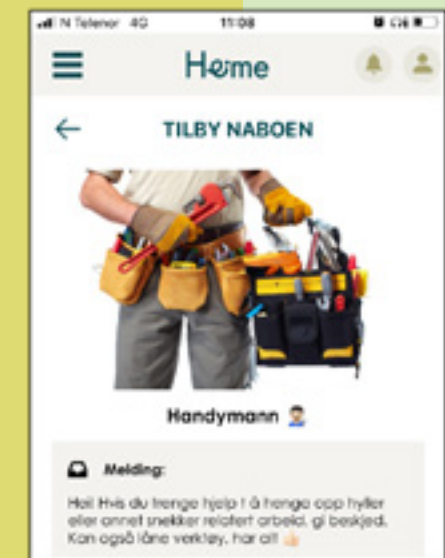 N Telenor 4G 11:08
Heme
TILBY NABOEN
Handymann
Melding:
Hei! Hvis du trenge hjelp t å henga opp hyller
eller annet snekker relatert arbeid, gi beskjed.
Kan også låne verktøy, har alt